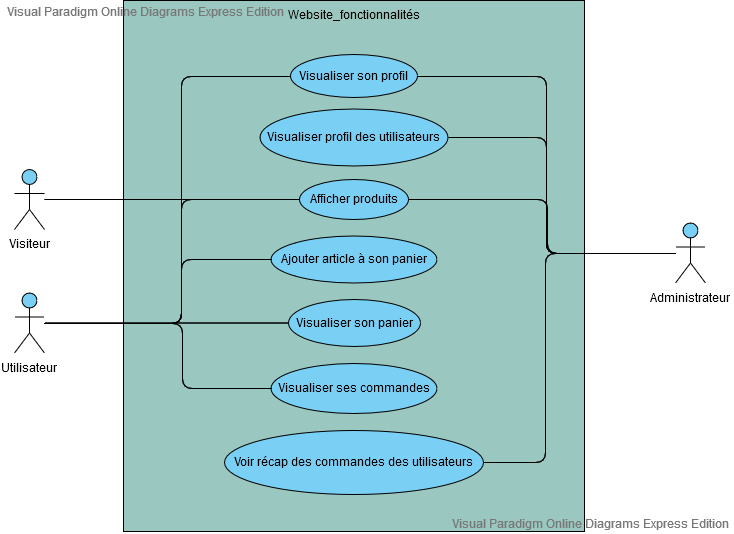 Visual Paradigm Online Diagrams Express Edition
Website_fonctionnalités
Visualiser son profil
Visualiser profil des utilisateurs
Afficher produits
Visiteur
Ajouter article à son panier
Administrateur
Visualiser son panier
Utilisateur
Visualiser ses commandes
Voir récap des commandes des utilisateurs
Visual Paradigm Online Diagrams Express Edition